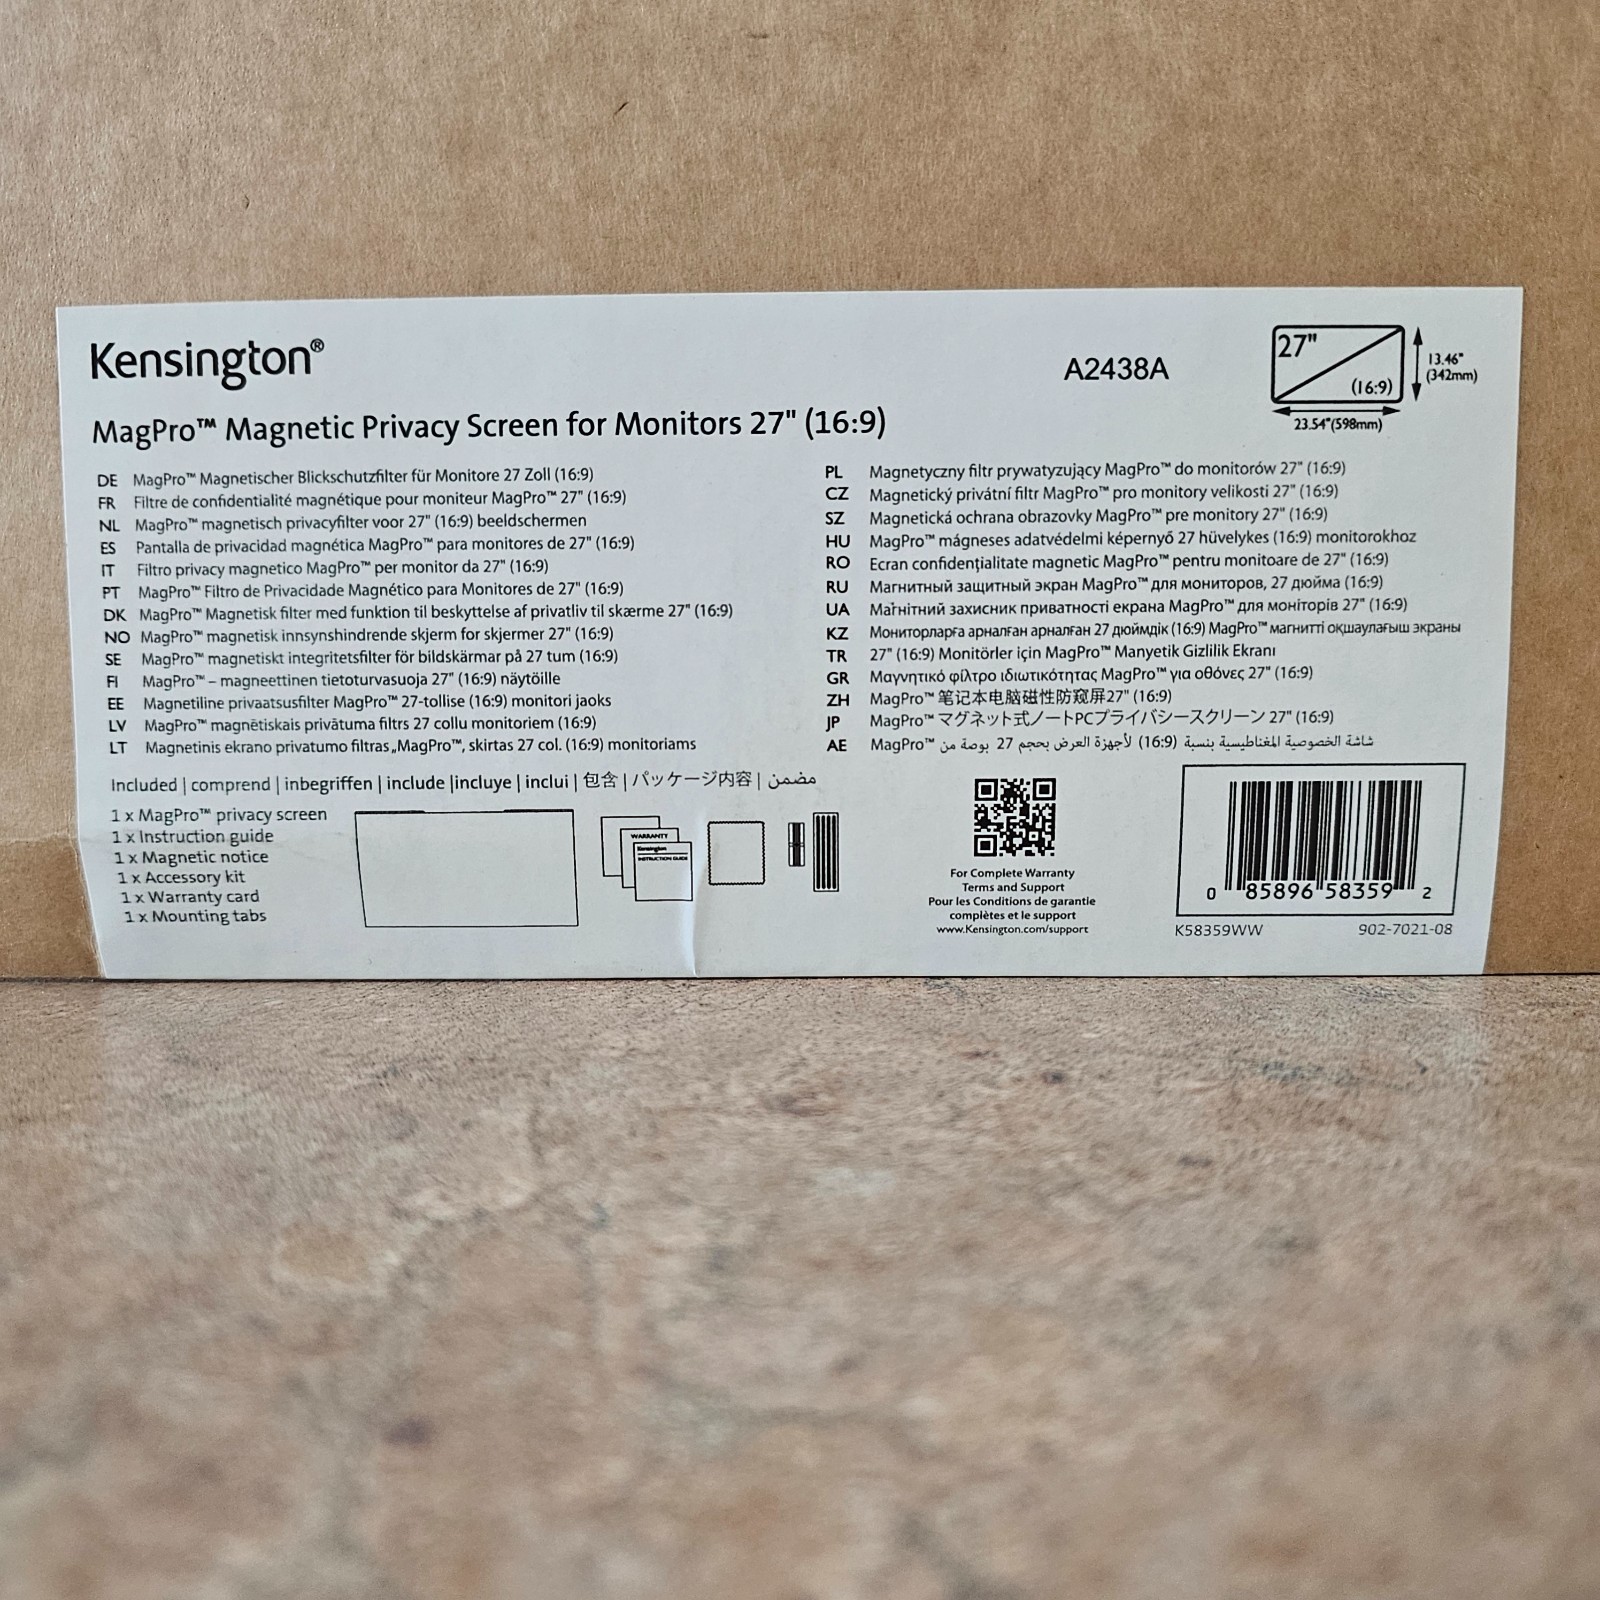 Kensington®
A2438A
27"
(16:9)
13.46"
(342mm)
23.54"(598mm)
MagPro™ Magnetic Privacy Screen for Monitors 27" (16:9)
DE MagPro™ Magnetischer Blickschutzfilter für Monitore 27 Zoll (16:9)
FR Filtre de confidentialité magnétique pour moniteur MagPro™ 27" (16:9)
NL MagPro™ magnetisch privacyfilter voor 27" (16:9) beeldschermen
ES Pantalla de privacidad magnética MagPro™ para monitores de 27" (16:9)
IT Filtro privacy magnetico MagPro™ per monitor da 27" (16:9)
PT MagPro™ Filtro de Privacidade Magnético para Monitores de 27" (16:9)
DK MagPro™ Magnetisk filter med funktion til beskyttelse af privatliv til skærme 27" (16:9)
NO MagPro™ magnetisk innsynshindrende skjerm for skjermer 27" (16:9)
SE MagPro™ magnetiskt integritetsfilter för bildskärmar på 27 tum (16:9)
FI MagPro™ – magneettinen tietoturvasuoja 27" (16:9) näytöille
EE Magnetiline privaatsusfilter MagPro™ 27-tollise (16:9) monitori jaoks
LV MagPro™ magnētiskais privātuma filtrs 27 collu monitoriem (16:9)
LT Magnetinis ekrano privatumo filtras „MagPro™, skirtas 27 col. (16:9) monitoriams
PL Magnetyczny filtr prywatyzujący MagPro™ do monitorów 27" (16:9)
CZ Magnetický privátní filtr MagPro™ pro monitory velikosti 27" (16:9)
SZ Magnetická ochrana obrazovky MagPro™ pre monitory 27" (16:9)
HU MagPro™ mágneses adatvédelmi képernyő 27 hüvelykes (16:9) monitorokhoz
RO Ecran confidențialitate magnetic MagPro™ pentru monitoare de 27" (16:9)
RU Магнитный защитный экран MagPro™ для мониторов, 27 дюйма (16:9)
UA Магнітний захисник приватності екрана MagPro™ для моніторів 27" (16:9)
KZ Мониторларға арналған арналған 27 дюймдік (16:9) MagPro™ магнитті оқшаулағыш экраны
TR 27" (16:9) Monitörler için MagPro™ Manyetik Gizlilik Ekranı
GR Μαγνητικό φίλτρο ιδιωτικότητας MagPro™ για οθόνες 27" (16:9)
ZH MagPro™ 笔记本电脑磁性防窥屏27" (16:9)
JP MagPro™ マグネット式ノートPCプライバシースクリーン 27" (16:9)
AE شاشة الخصوصية المغناطيسية بنسبة (16:9) لأجهزة العرض بحجم 27 بوصة من MagPro™
Included | comprend | inbegriffen | include |incluye | inclui | 包含 | パッケージ内容 | مضمن
1 x MagPro™ privacy screen
1 x Instruction guide
1 x Magnetic notice
1 x Accessory kit
1 x Warranty card
1 x Mounting tabs
WARRANTY
Kensington
INSTRUCTION GUIDE
For Complete Warranty
Terms and Support
Pour les Conditions de garantie
complètes et le support
www.Kensington.com/support
0 85896 58359 2
K58359WW 902-7021-08